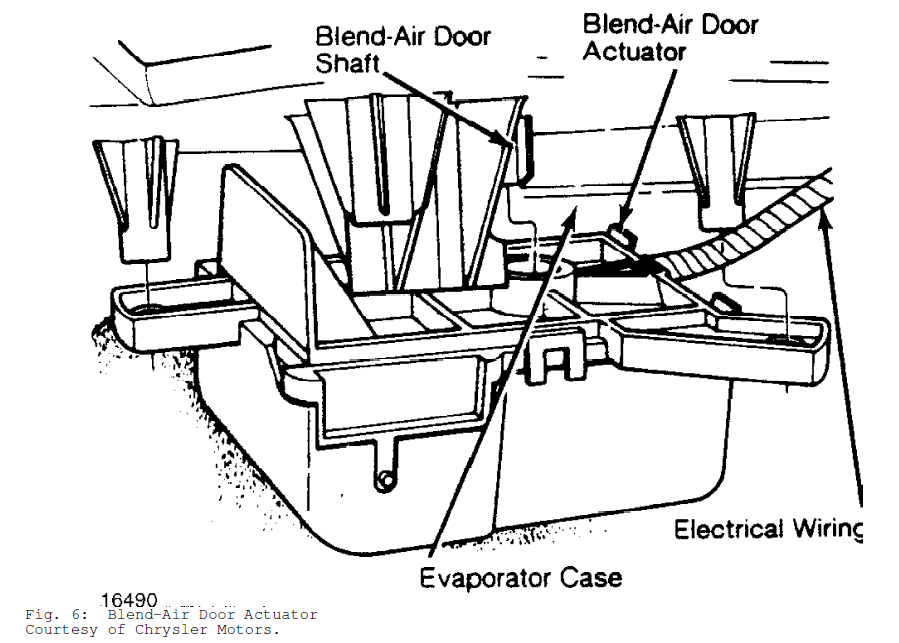 Blend-Air Door
Shaft
Blend-Air Door
Actuator
Electrical Wiring
Evaporator Case
16490
Fig. 6: Blend-Air Door Actuator
Courtesy of Chrysler Motors.